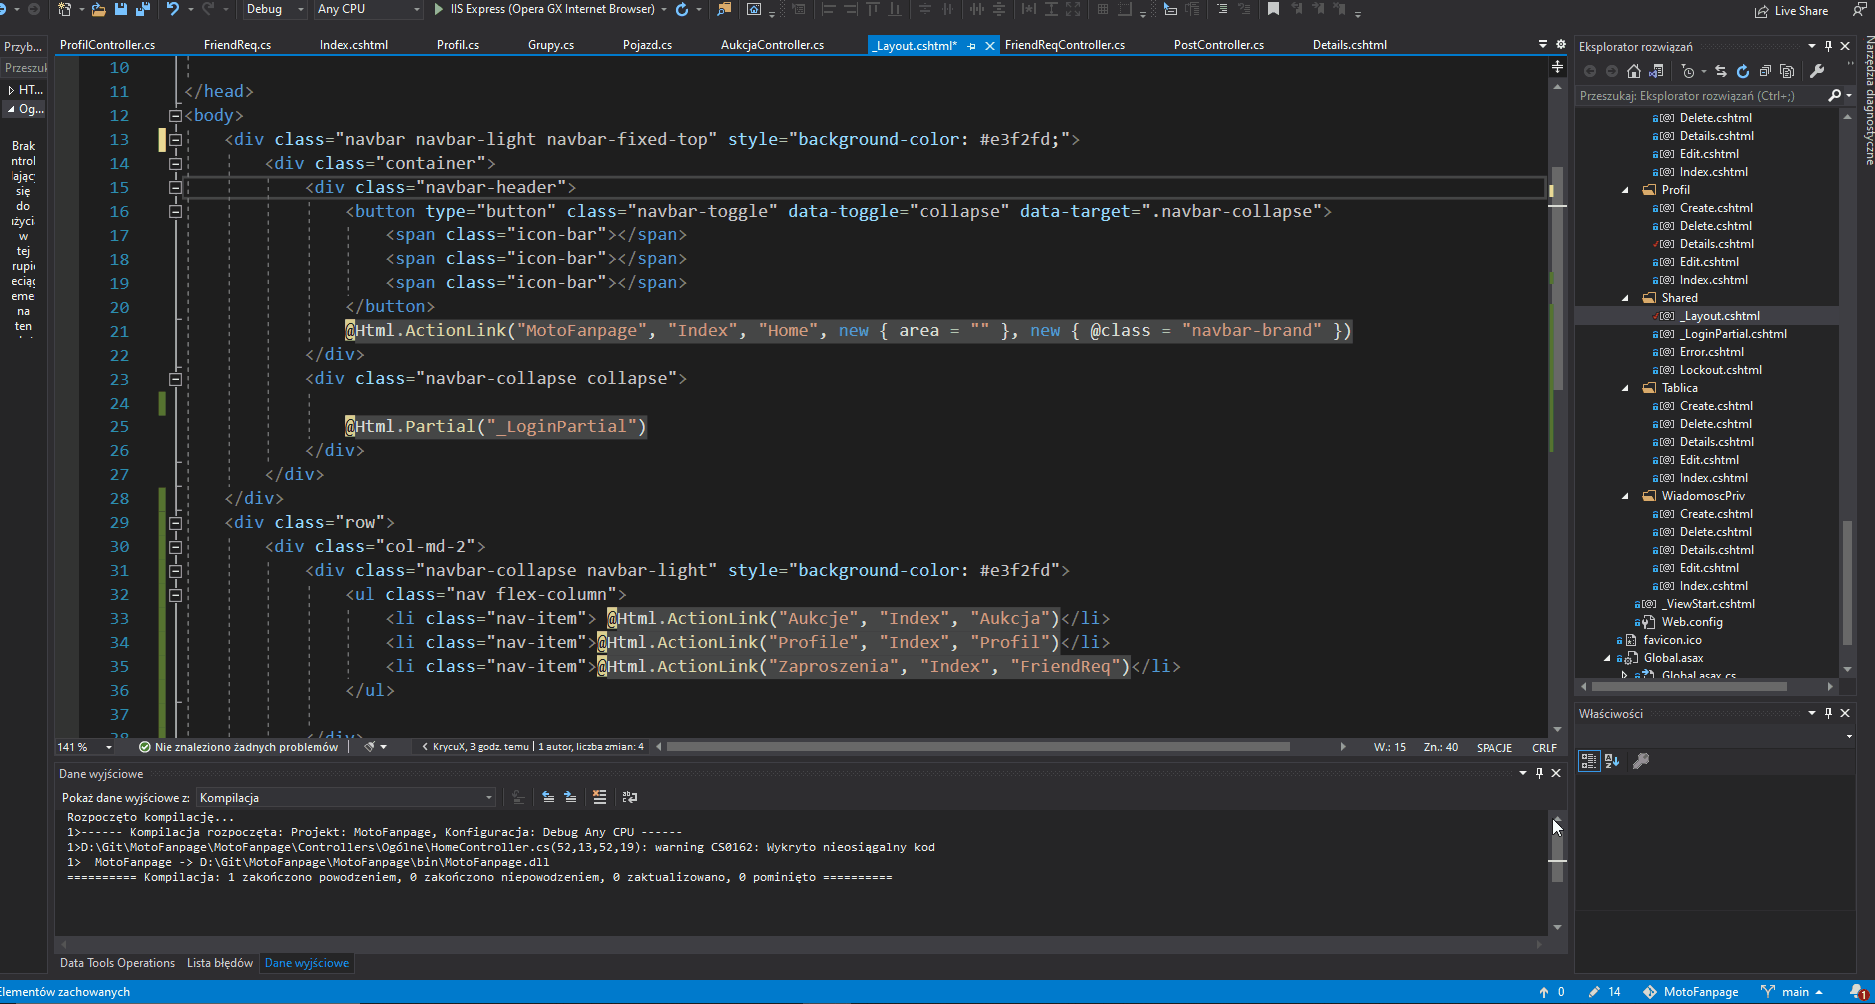 Debug
Any CPU
IIS Express (Opera GX Internet Browser)
Live Share
Przyb...
ProfilController.cs
FriendReq.cs
Index.cshtml
Profil.cs
Grupy.cs
Pojazd.cs
AukcjaController.cs
_Layout.cshtml*
FriendReqController.cs
PostController.cs
Details.cshtml
Przeszuk
HT...
Og...
Brak
się
do
w
tej
na
ten
10
11 </head>
12 <body>
13 <div class="navbar navbar-light navbar-fixed-top" style="background-color: #e3f2fd;">
14 <div class="container">
15 <div class="navbar-header">
16 <button type="button" class="navbar-toggle" data-toggle="collapse" data-target=".navbar-collapse">
17 <span class="icon-bar"></span>
18 <span class="icon-bar"></span>
19 <span class="icon-bar"></span>
20 </button>
21 @Html.ActionLink("MotoFanpage", "Index", "Home", new { area = "" }, new { @class = "navbar-brand" })
22 </div>
23 <div class="navbar-collapse collapse">
24
25 @Html.Partial("_LoginPartial")
26 </div>
27 </div>
28 </div>
29 <div class="row">
30 <div class="col-md-2">
31 <div class="navbar-collapse navbar-light" style="background-color: #e3f2fd">
32 <ul class="nav flex-column">
33 <li class="nav-item"> @Html.ActionLink("Aukcje", "Index", "Aukcja")</li>
34 <li class="nav-item">@Html.ActionLink("Profile", "Index", "Profil")</li>
35 <li class="nav-item">@Html.ActionLink("Zaproszenia", "Index", "FriendReq")</li>
36 </ul>
37
38 </div>
141 %
Nie znaleziono żadnych problemów
KrycuX, 3 godz. temu | 1 autor, liczba zmian: 4
W.: 15
Zn.: 40
SPACJE
CRLF
Dane wyjściowe
Pokaż dane wyjściowe z: Kompilacja
Rozpoczęto kompilację...
1>------ Kompilacja rozpoczęta: Projekt: MotoFanpage, Konfiguracja: Debug Any CPU ------
1>D:\Git\MotoFanpage\MotoFanpage\Controllers\Ogólne\HomeController.cs(52,13,52,19): warning CS0162: Wykryto nieosiągalny kod
1>  MotoFanpage -> D:\Git\MotoFanpage\MotoFanpage\bin\MotoFanpage.dll
========== Kompilacja: 1 zakończono powodzeniem, 0 zakończono niepowodzeniem, 0 zaktualizowano, 0 pominięto ==========
Data Tools Operations
Lista błędów
Dane wyjściowe
Eksplorator rozwiązań
Przeszukaj: Eksplorator rozwiązań (Ctrl+;)
Delete.cshtml
Details.cshtml
Edit.cshtml
Index.cshtml
Profil
Create.cshtml
Delete.cshtml
Details.cshtml
Edit.cshtml
Index.cshtml
Shared
_Layout.cshtml
_LoginPartial.cshtml
Error.cshtml
Lockout.cshtml
Tablica
Create.cshtml
Delete.cshtml
Details.cshtml
Edit.cshtml
Index.cshtml
WiadomoscPriv
Create.cshtml
Delete.cshtml
Details.cshtml
Edit.cshtml
Index.cshtml
_ViewStart.cshtml
Web.config
favicon.ico
Global.asax
Global.asax.cs
Właściwości
Narzędzia diagnostyczne
Elementów zachowanych
0
14
MotoFanpage
main
1